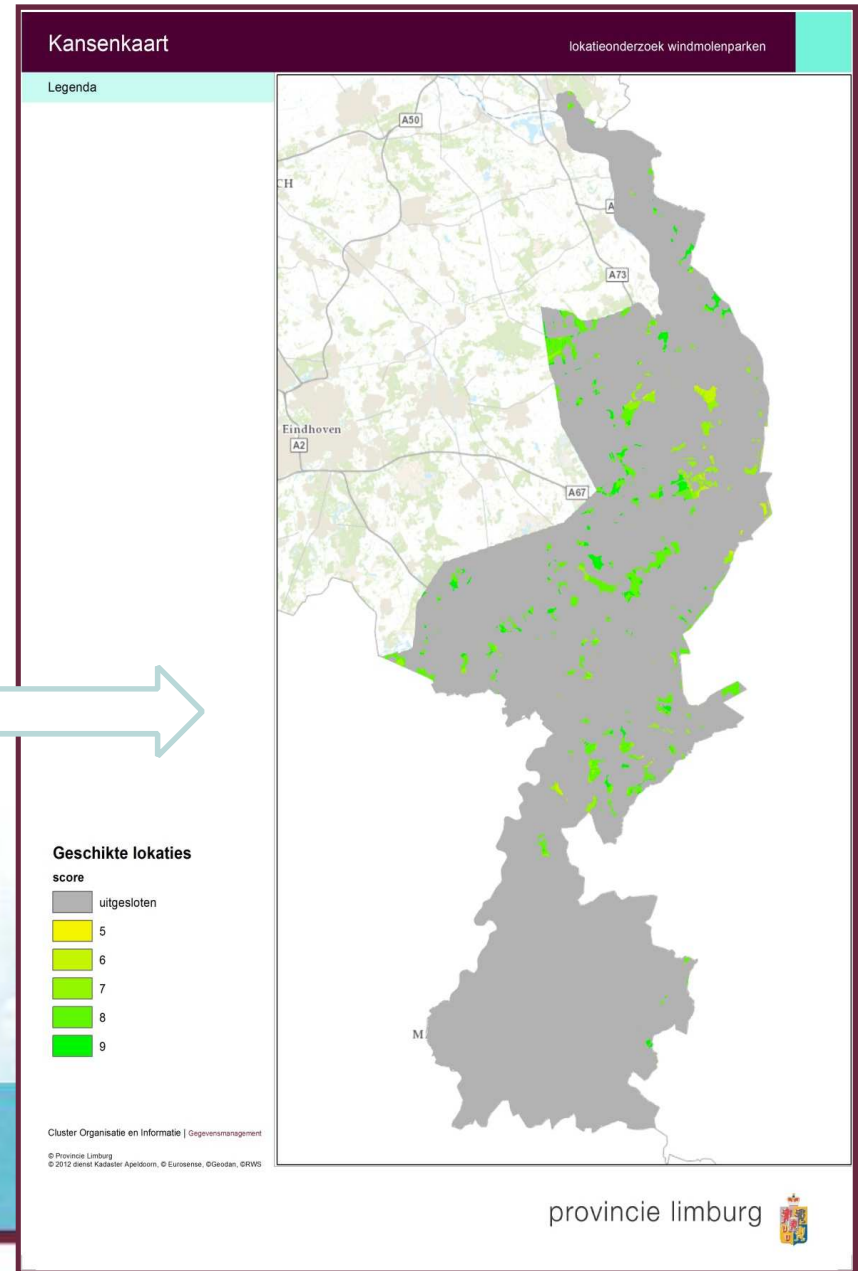 Kansenkaart
lokatieonderzoek windmolenparken
Legenda
A50
CH
A
A73
Eindhoven
A2
A67
M
Geschikte lokaties
score
uitgesloten
5
6
7
8
9
Cluster Organisatie en Informatie | Gegevensmanagement
© Provincie Limburg
© 2012 dienst Kadaster Apeldoorn, © Eurosense, ©Geodan, ©RWS
provincie limburg